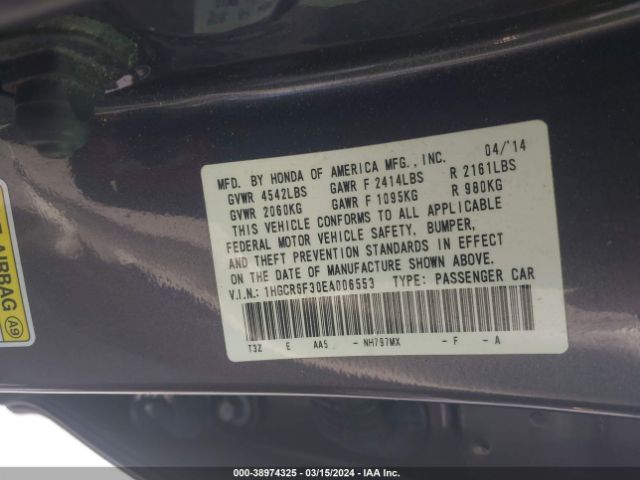 MFD. BY HONDA OF AMERICA MFG., INC. 04/'14
GVWR 4542LBS GAWR F 2414LBS R 2161LBS
GVWR 2060KG GAWR F 1095KG R 980KG
THIS VEHICLE CONFORMS TO ALL APPLICABLE
FEDERAL MOTOR VEHICLE SAFETY, BUMPER,
AND THEFT PREVENTION STANDARDS IN EFFECT
ON THE DATE OF MANUFACTURE SHOWN ABOVE.
V.I.N.: 1HGCR6F30EA006553 TYPE: PASSENGER CAR
T3Z E AA5 - NH797MX - F - A
AIRBAG
A9
000-38974325 - 03/15/2024 - IAA Inc.